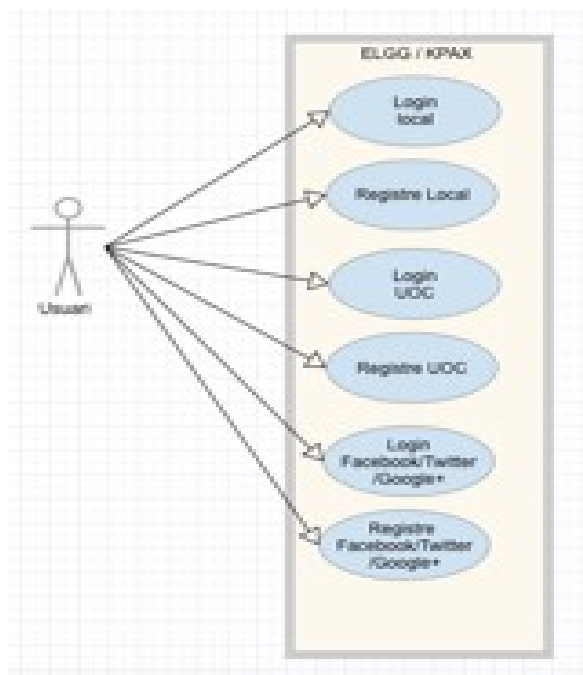 ELGG / KPAX
Login
local
Registre Local
Login
UOC
Usuari
Registre UOC
Login
Facebook/Twitter
/Google+
Registre
Facebook/Twitter
/Google+